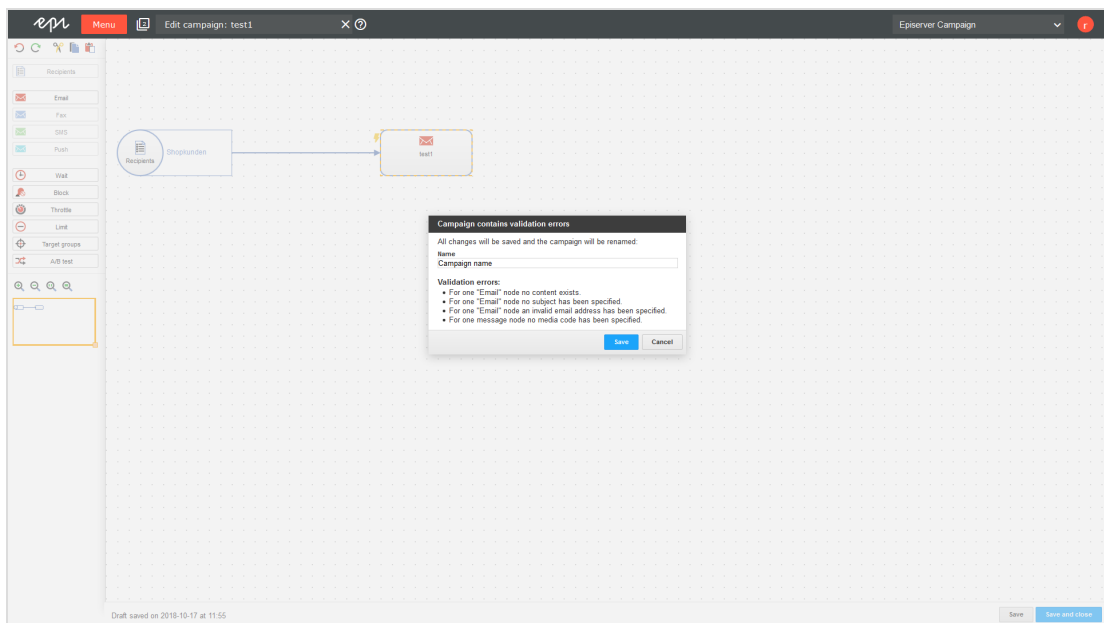 epi Menu 2 Edit campaign: test1 Episerver Campaign r
Recipients
Email
Fax
SMS
Push
Wait
Block
Throttle
Limit
Target groups
A/B test
Recipients
Shopkunden
test1
Campaign contains validation errors
All changes will be saved and the campaign will be renamed:
Name
Campaign name
Validation errors:
• For one "Email" node no content exists.
• For one "Email" node no subject has been specified.
• For one "Email" node an invalid email address has been specified.
• For one message node no media code has been specified.
Save Cancel
Draft saved on 2018-10-17 at 11:55
Save Save and close